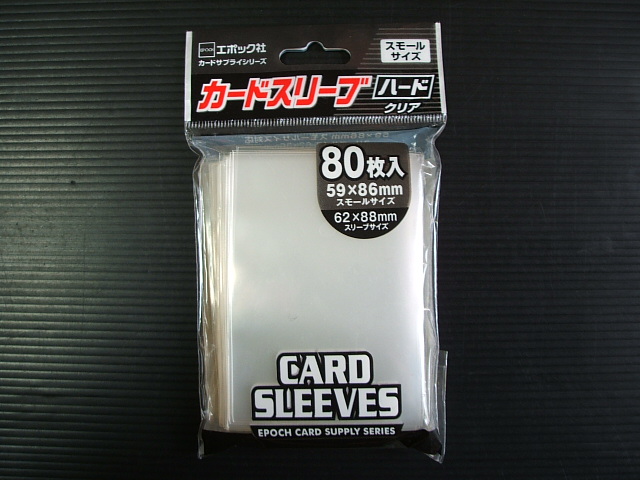 EPOCH エポック社
カードサプライシリーズ
スモール
サイズ
カードスリーブ ハード
クリア
80枚入
59×86mm
スモールサイズ
62×88mm
スリーブサイズ
CARD
SLEEVES
EPOCH CARD SUPPLY SERIES